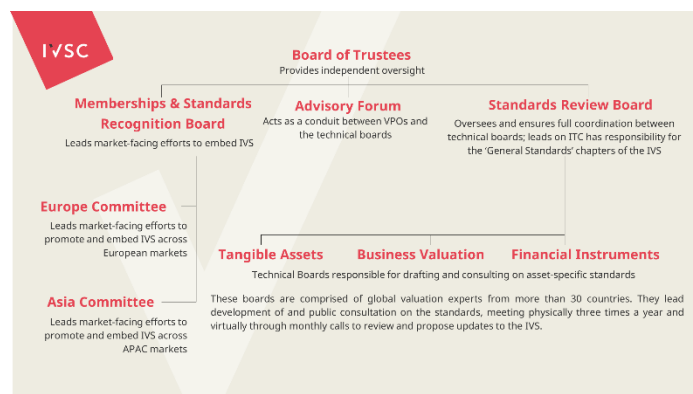 IVSC
Board of Trustees
Provides independent oversight
Memberships & Standards
Recognition Board
Leads market-facing efforts to embed IVS
Advisory Forum
Acts as a conduit between VPOs and
the technical boards
Standards Review Board
Oversees and ensures full coordination between
technical boards; leads on ITC has responsibility for
the ‘General Standards’ chapters of the IVS
Europe Committee
Leads market-facing efforts to
promote and embed IVS across
European markets
Asia Committee
Leads market-facing efforts to
promote and embed IVS across
APAC markets
Tangible Assets
Business Valuation
Financial Instruments
Technical Boards responsible for drafting and consulting on asset-specific standards
These boards are comprised of global valuation experts from more than 30 countries. They lead
development of and public consultation on the standards, meeting physically three times a year and
virtually through monthly calls to review and propose updates to the IVS.